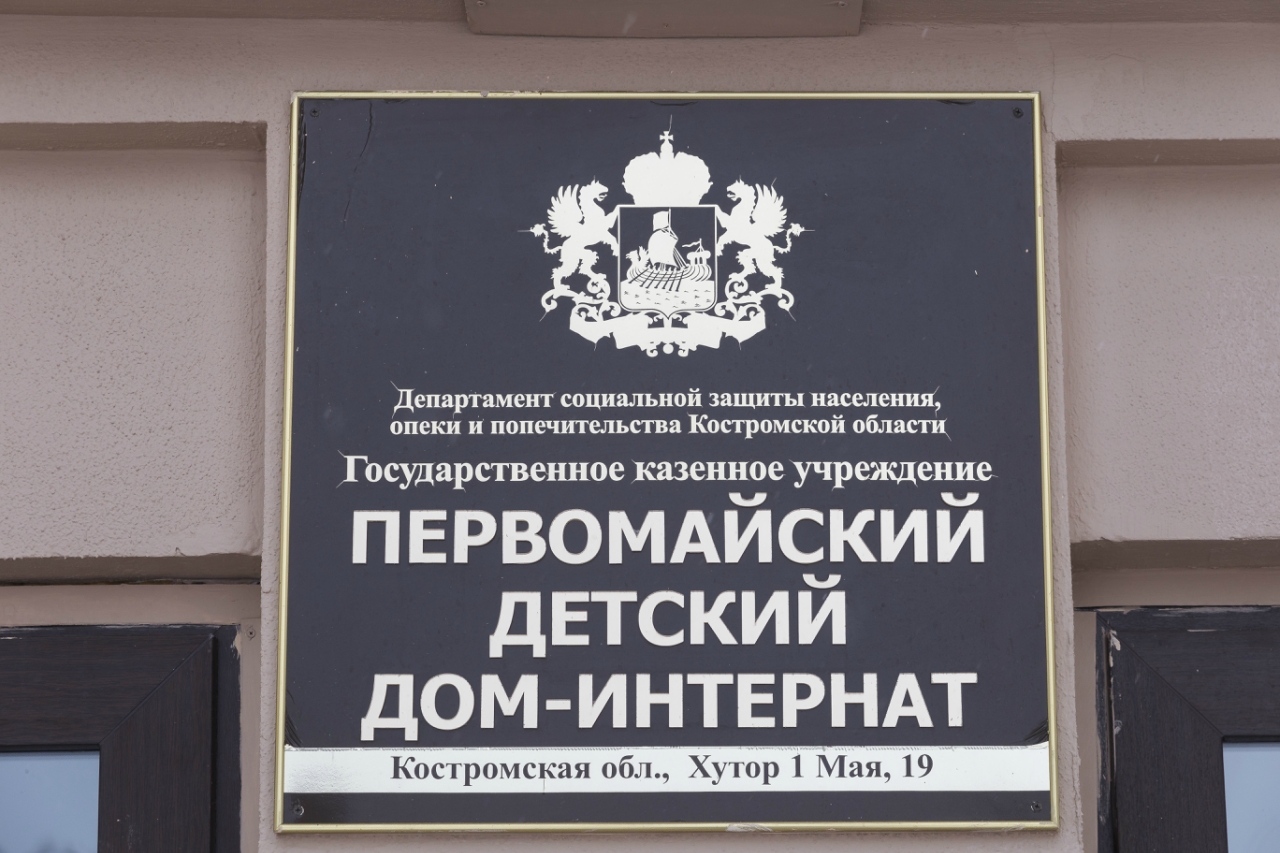 Департамент социальной защиты населения,
опеки и попечительства Костромской области
Государственное казенное учреждение
ПЕРВОМАЙСКИЙ
ДЕТСКИЙ
ДОМ-ИНТЕРНАТ
Костромская обл., Хутор 1 Мая, 19